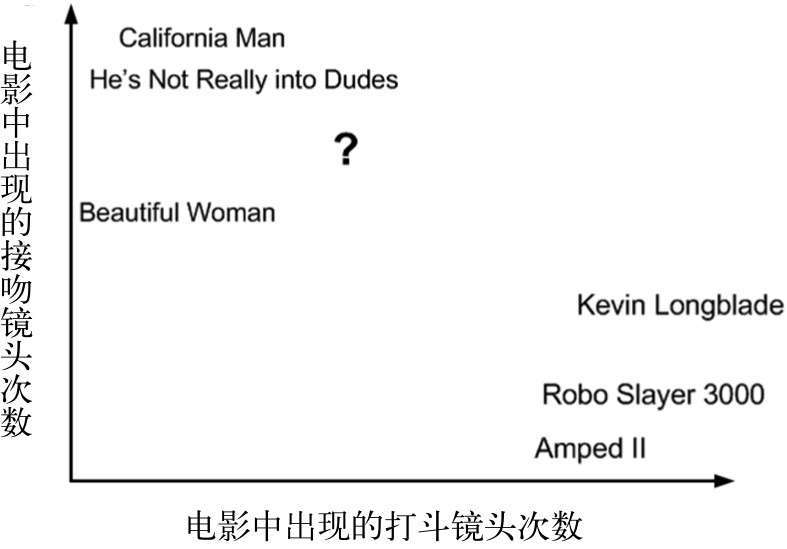 电影中出现的接吻镜头次数
California Man
He's Not Really into Dudes
?
Beautiful Woman
Kevin Longblade
Robo Slayer 3000
Amped II
电影中出现的打斗镜头次数